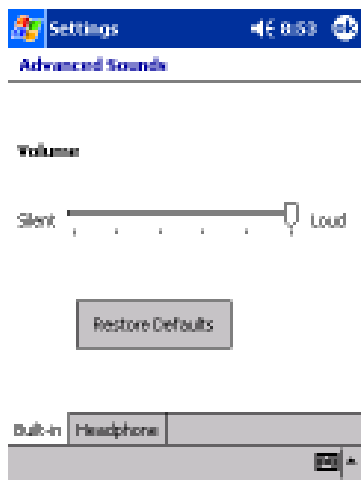 Settings 8:53 ok
Advanced Sounds
Volume
Silent Loud
Restore Defaults
Built-in Headphone